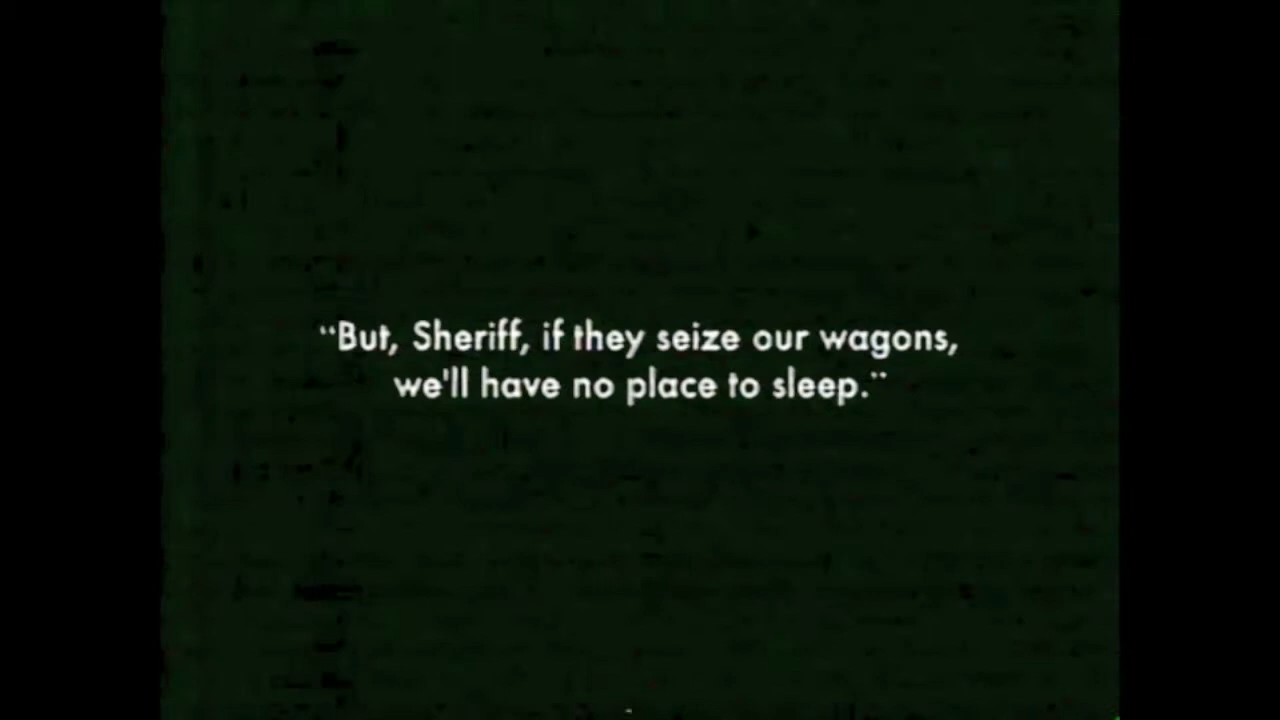 “But, Sheriff, if they seize our wagons,
we'll have no place to sleep.”